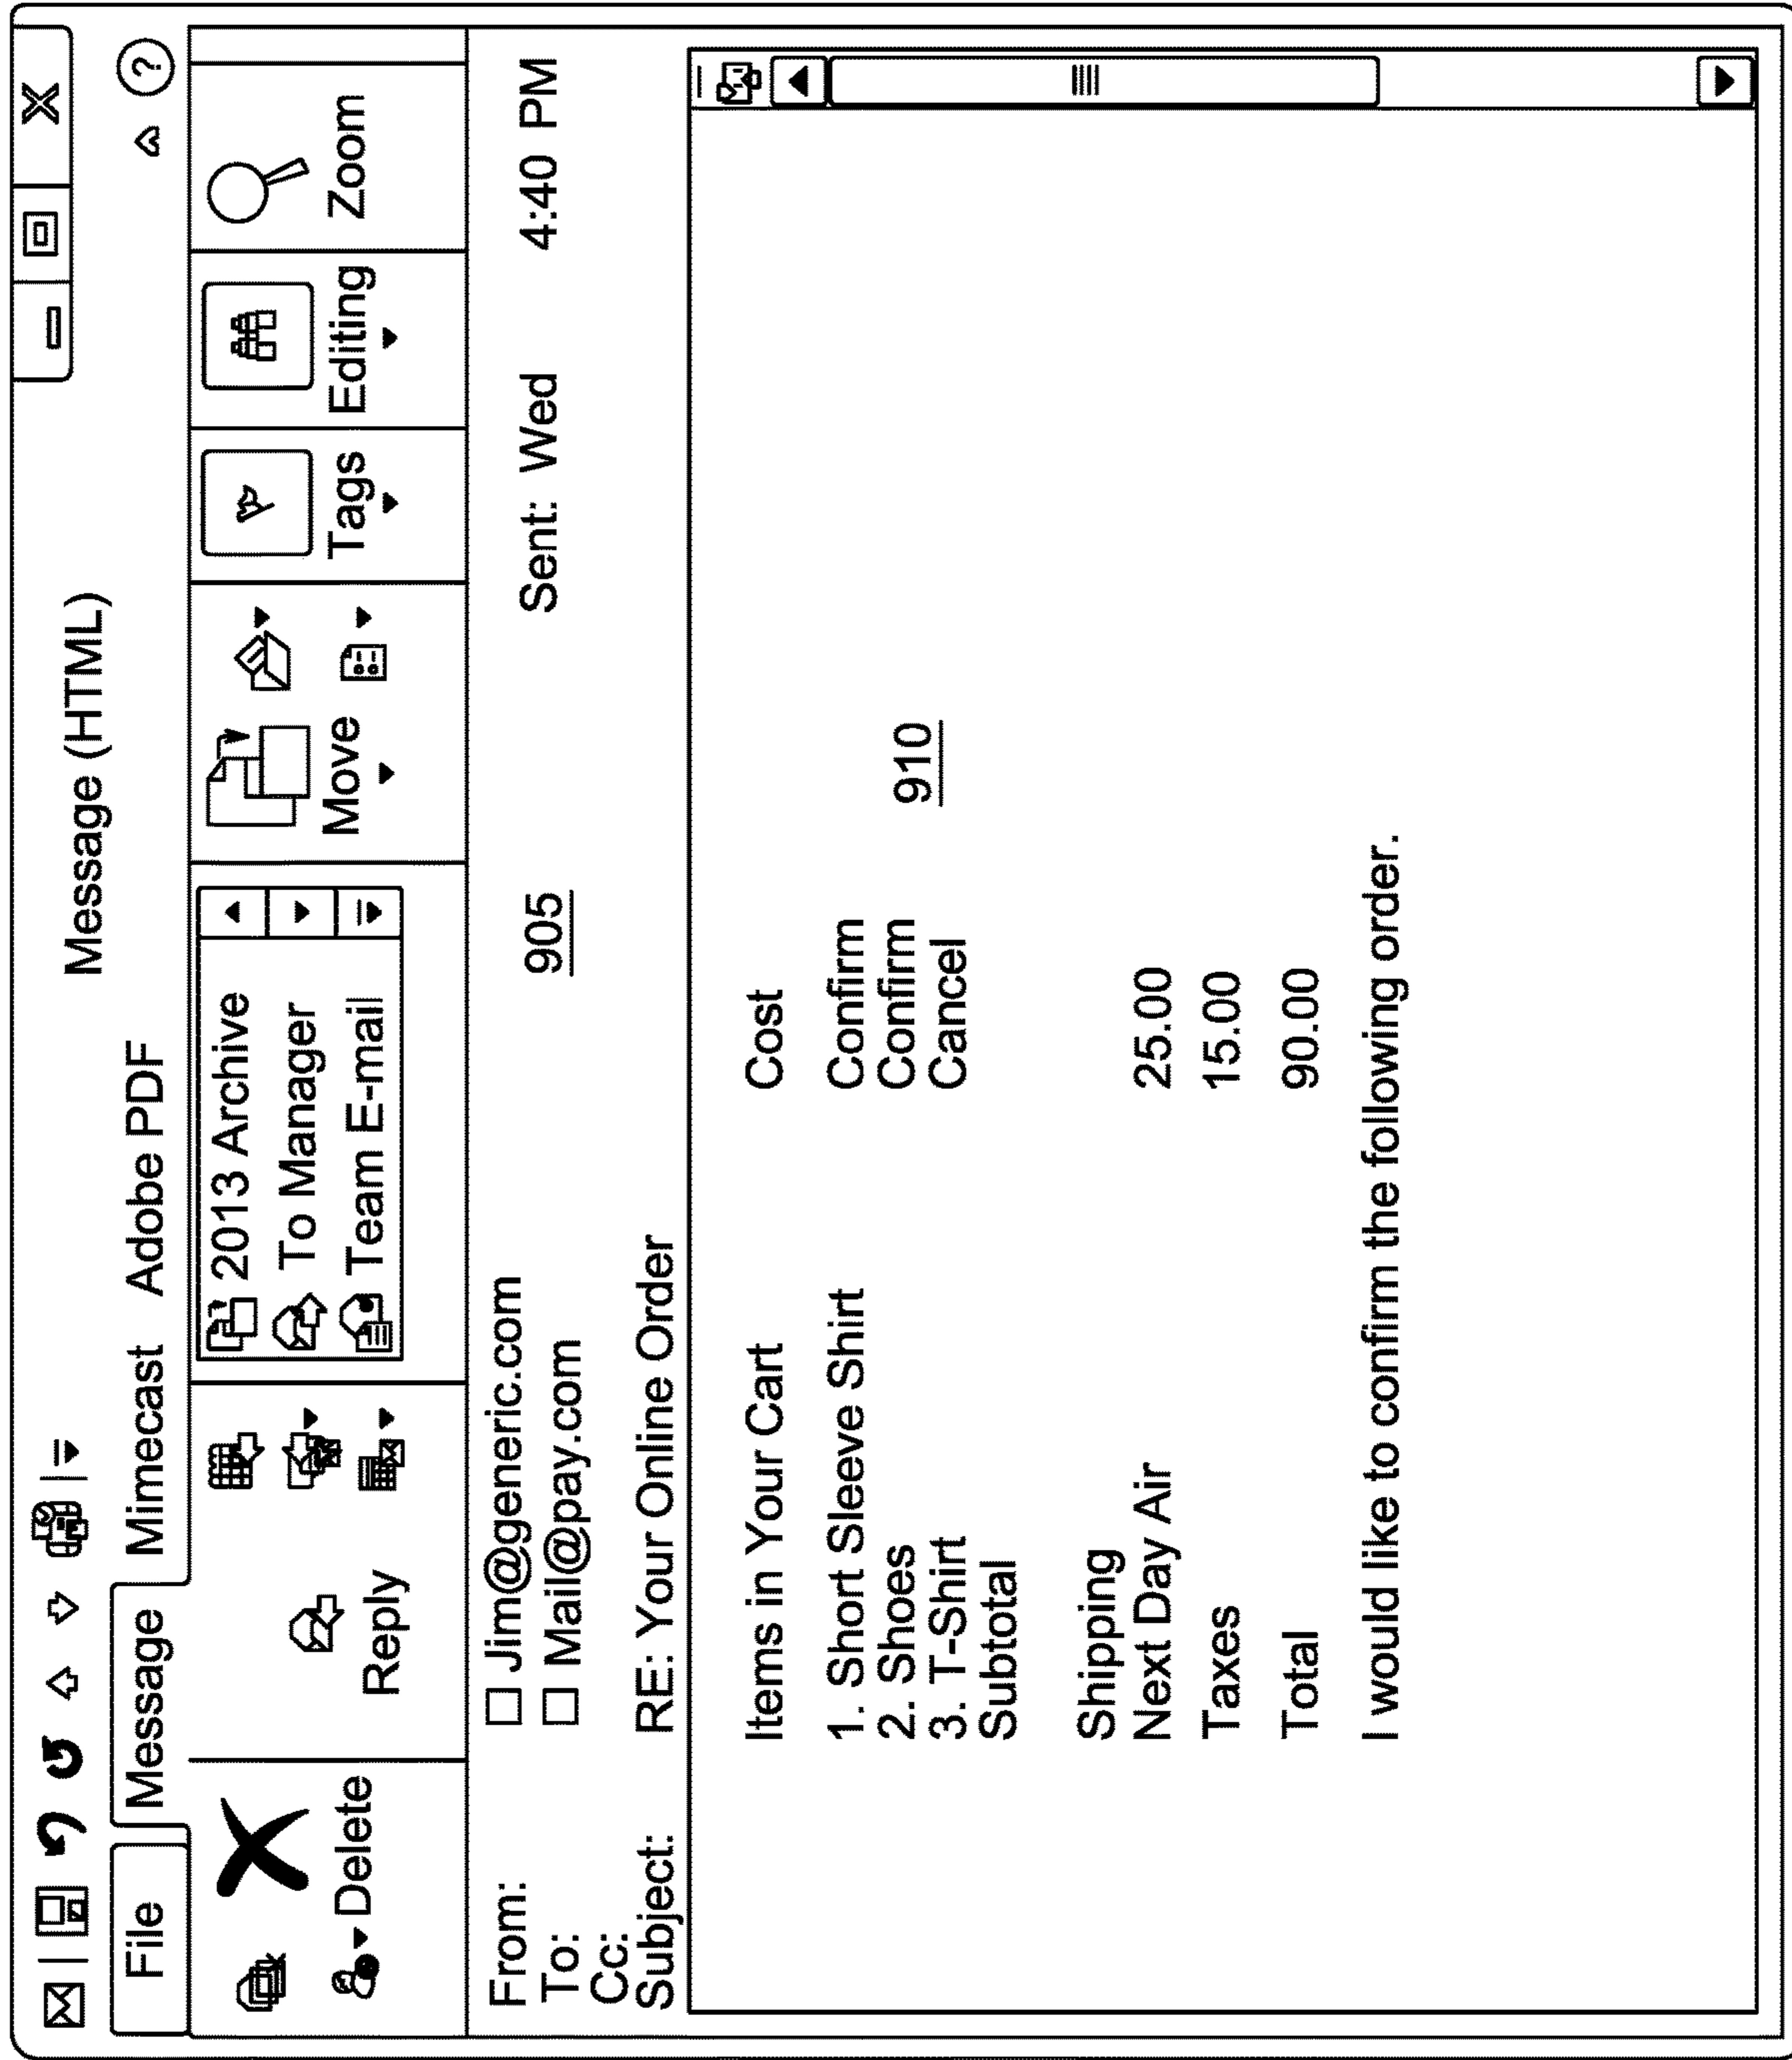 Message (HTML)
File Message Mimecast Adobe PDF
Delete
Reply
2013 Archive
To Manager
Team E-mail
Move
Tags
Editing
Zoom
From: Jim@generic.com 905 Sent: Wed 4:40 PM
To: Mail@pay.com
Cc:
Subject: RE: Your Online Order
Items in Your Cart Cost
1. Short Sleeve Shirt Confirm
2. Shoes Confirm 910
3. T-Shirt Cancel
Subtotal
Shipping
Next Day Air 25.00
Taxes 15.00
Total 90.00
I would like to confirm the following order.